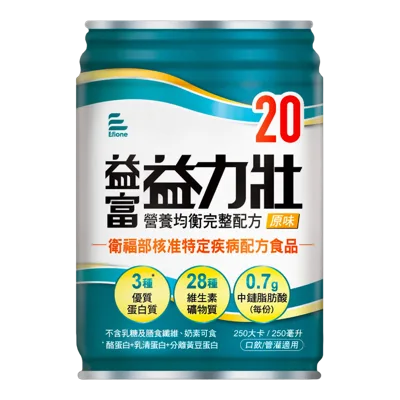 Efione
20
益富 益力壯
營養均衡完整配方 原味
衛福部核准特定疾病配方食品
3種* 28種 0.7g
優質 維生素 中鏈脂肪酸
蛋白質 礦物質 (每份)
不含乳糖及膳食纖維、奶素可食 250大卡/250毫升
*酪蛋白+乳清蛋白+分離黃豆蛋白 口飲/管灌適用